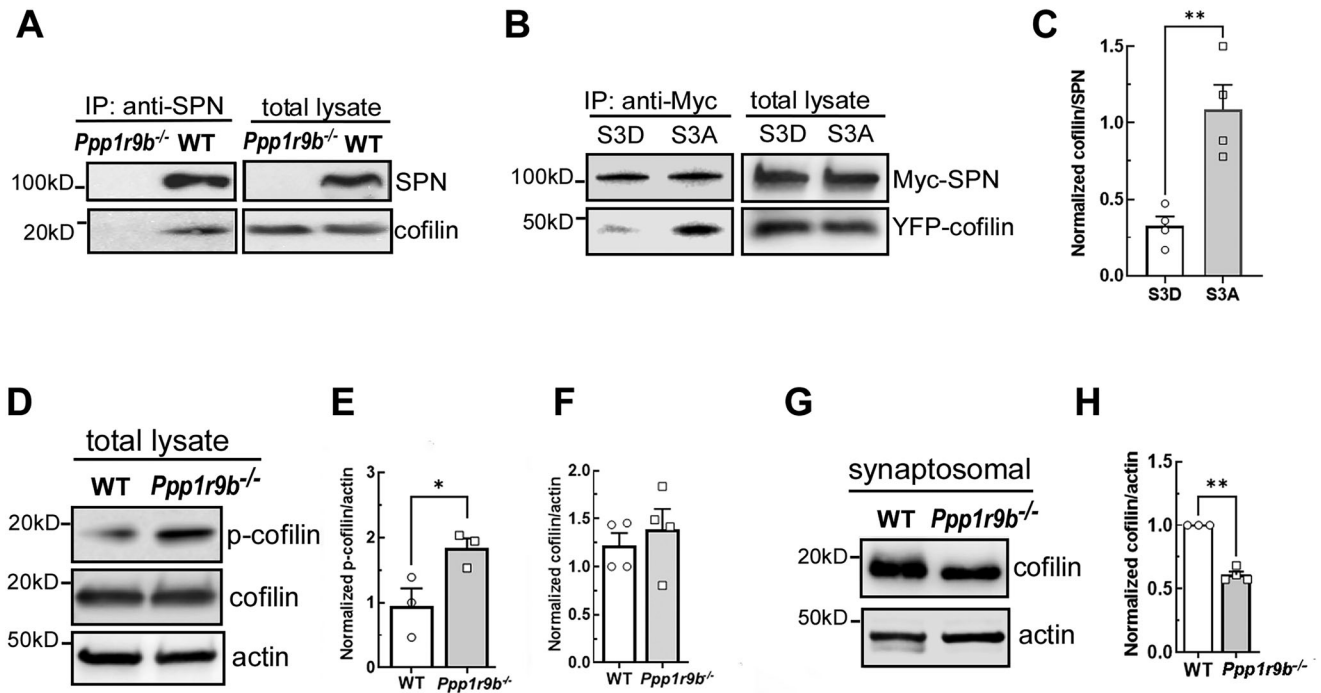 A
IP: anti-SPN total lysate
Ppp1r9b-/- WT Ppp1r9b-/- WT
100kD SPN
20kD cofilin
B
IP: anti-Myc total lysate
S3D S3A S3D S3A
100kD Myc-SPN
50kD YFP-cofilin
C
**
Normalized cofilin/SPN
1.5
1.0
0.5
0.0
S3D S3A
D
total lysate
WT Ppp1r9b-/-
20kD p-cofilin
20kD cofilin
50kD actin
E
*
Normalized p-cofilin/actin
3
2
1
0
WT Ppp1r9b-/-
F
Normalized cofilin/actin
2.0
1.5
1.0
0.5
0.0
WT Ppp1r9b-/-
G
synaptosomal
WT Ppp1r9b-/-
20kD cofilin
50kD actin
H
**
Normalized cofilin/actin
1.5
1.0
0.5
0.0
WT Ppp1r9b-/-